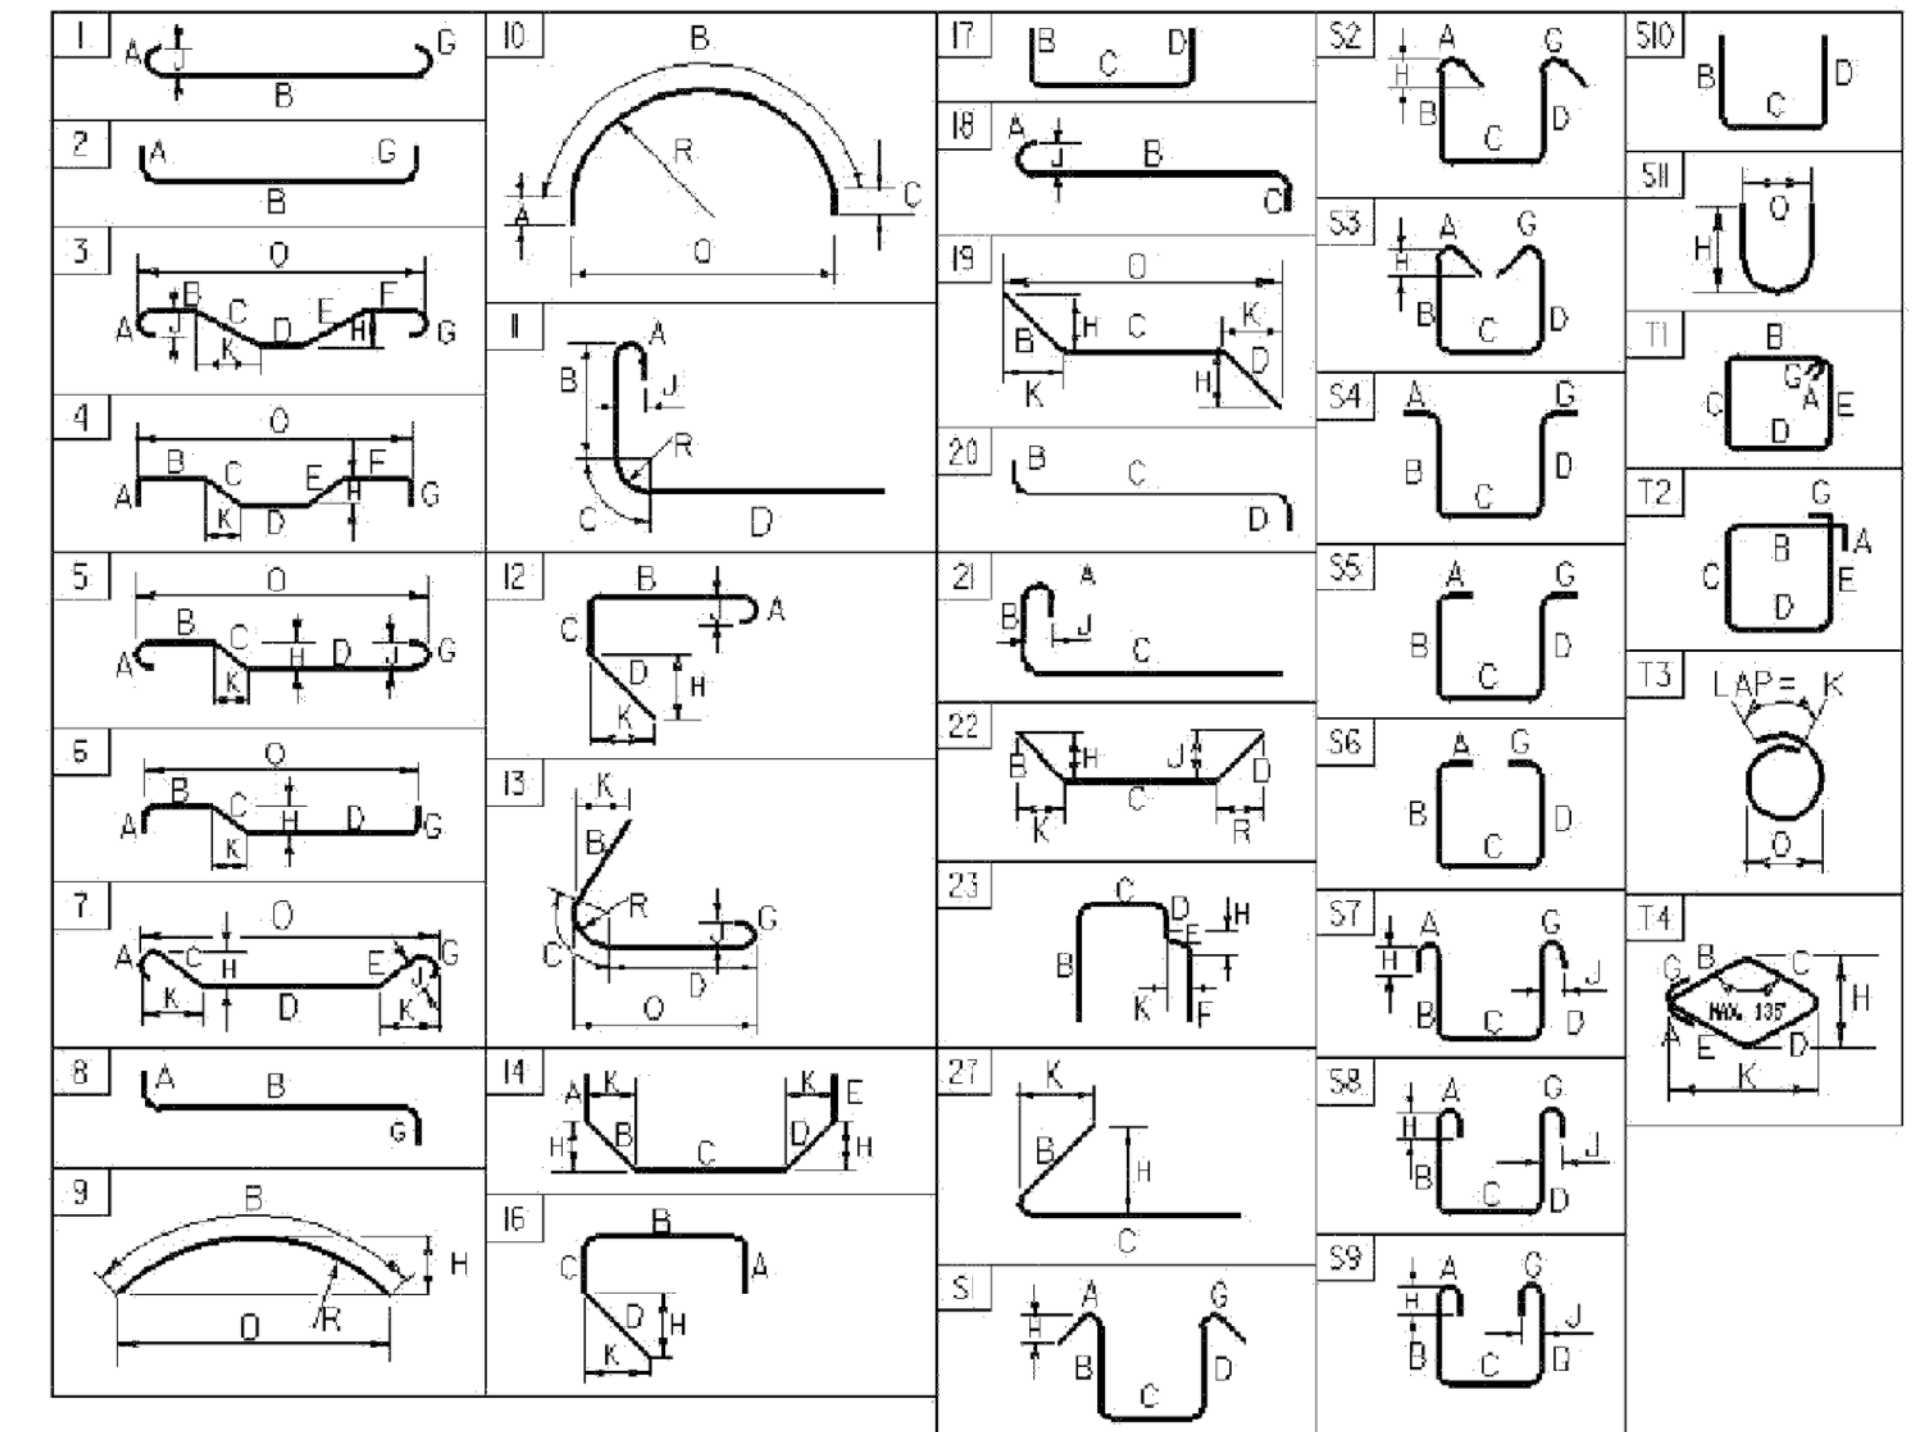 1
A J G
B
2
A G
B
3
O
B C D E F
A J K H G
4
O
B C E F
A K D H G
5
O
B C H D J
A K G
6
O
B C H D
A K G
7
O
A C H E G
K D K J
8
A B
G
9
B
H
O R
10
B
R
A C
O
11
A
B J
R
C D
12
B
C J A
D H
K
13
K
B
R J G
C D
O
14
A K K E
H B C D H
16
B
C A
D H
K
17
B D
C
18
A J B
C
19
O
B H C K
K H D
20
B C
D
21
A
B J
C
22
B H J D
K C R
23
C D H
E
B K F
27
K
B H
C
S1
A G
H
B D
C
S2
A G
H
B C D
S3
A G
H
B C D
S4
A G
B D
C
S5
A G
B C D
S6
A G
B D
C
S7
A G
H J
B C D
S8
A G
H J
B C D
S9
A G
H J
B C D
S10
B C D
S11
O
H
T1
B
G
C A E
D
T2
G
B A
C E
D
T3
LAP = K
O
T4
G B C
MAX. 135° H
A E D
K